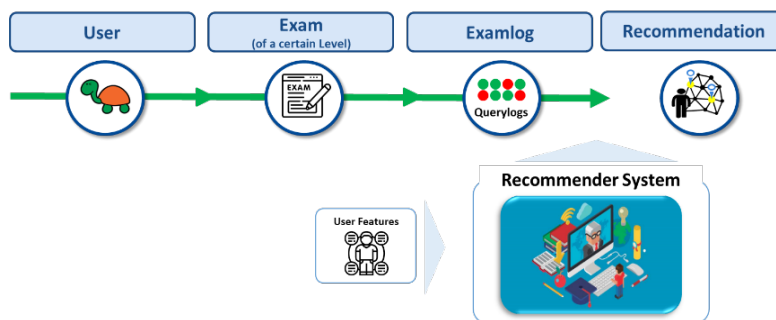 User
Exam
(of a certain Level)
Examlog
Recommendation
EXAM
Querylogs
Recommender System
User Features